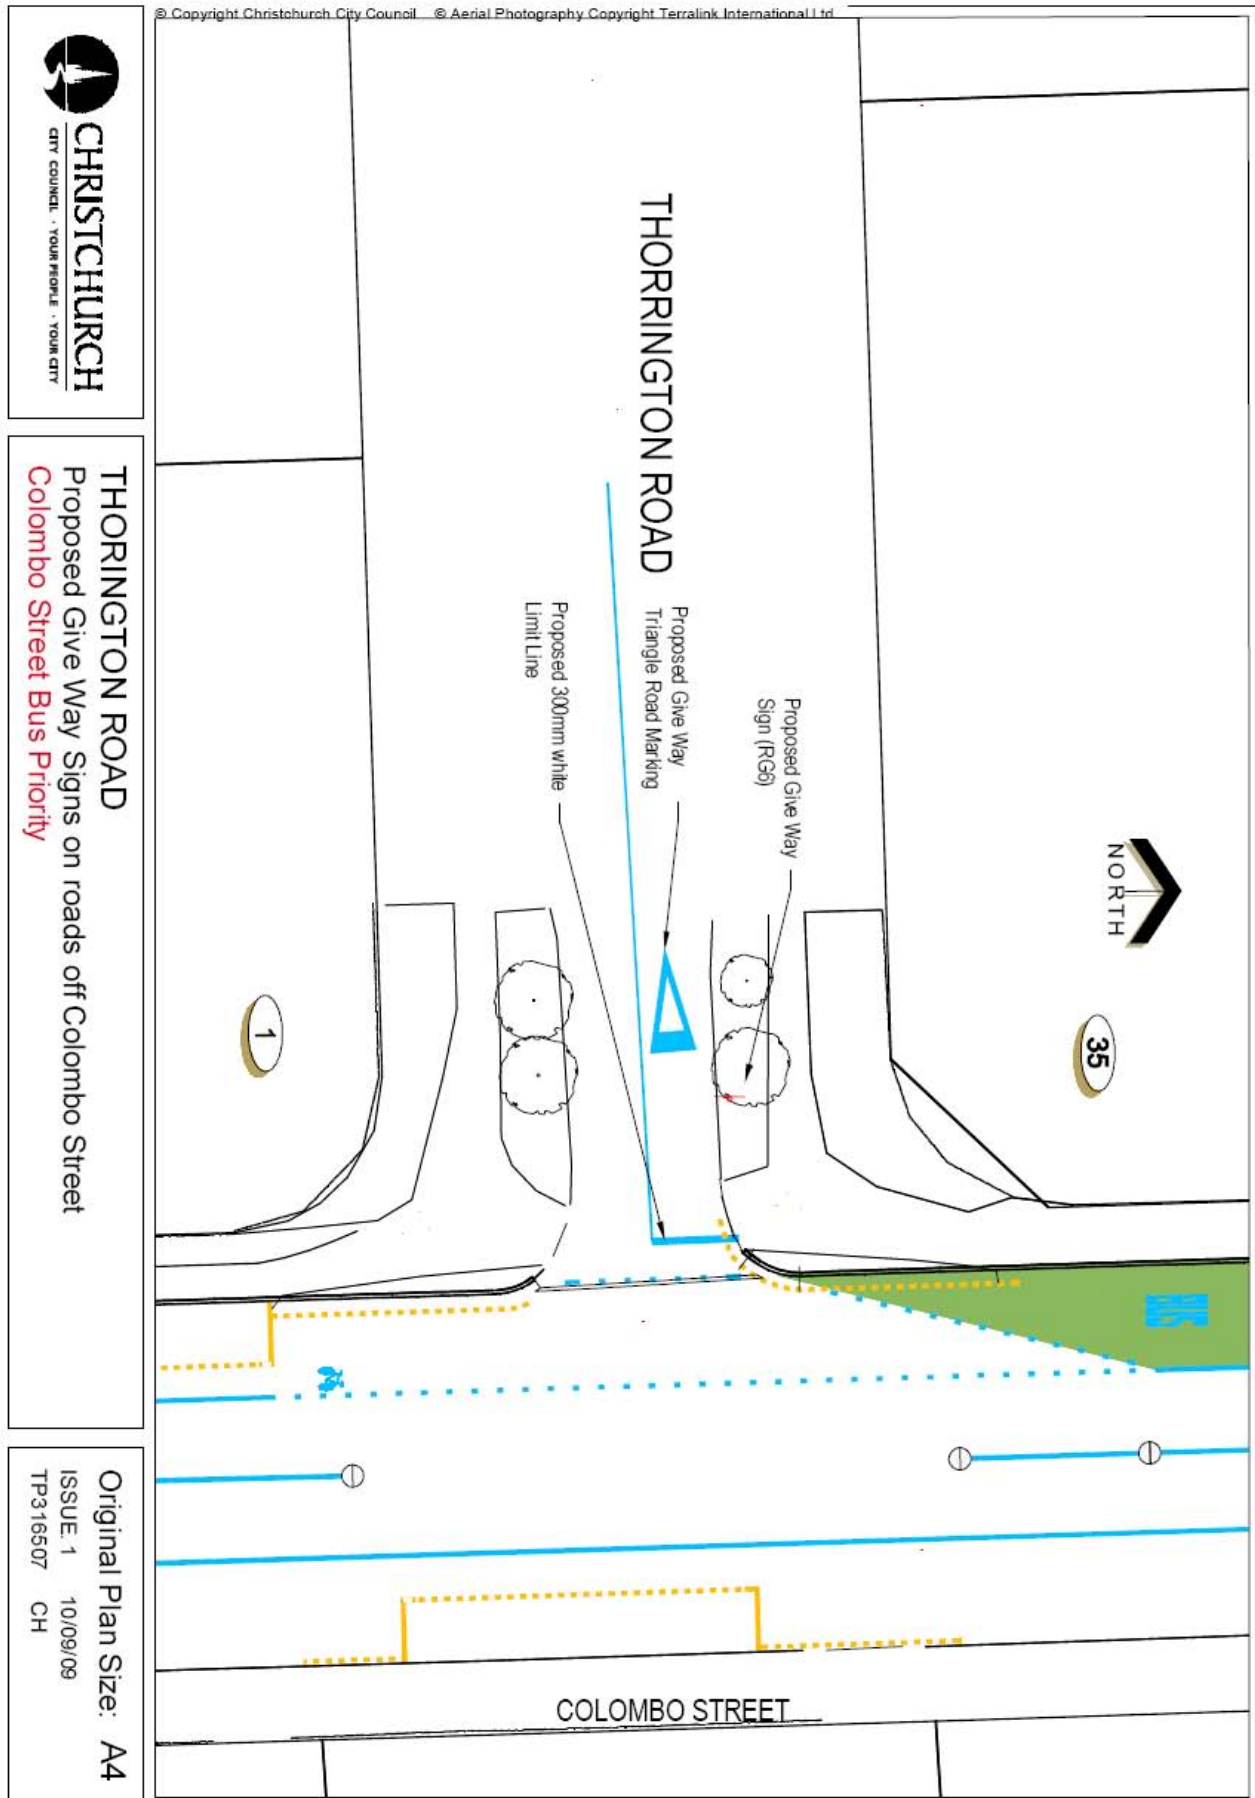 © Copyright Christchurch City Council © Aerial Photography Copyright Terralink International Ltd
CHRISTCHURCH
CITY COUNCIL · YOUR PEOPLE · YOUR CITY
THORINGTON ROAD
Proposed Give Way Signs on roads off Colombo Street
Colombo Street Bus Priority
Original Plan Size: A4
ISSUE. 1 10/09/09
TP316507 CH
THORRINGTON ROAD
Proposed Give Way
Sign (RG6)
Proposed Give Way
Triangle Road Marking
Proposed 300mm white
Limit Line
NORTH
35
1
BUS
COLOMBO STREET